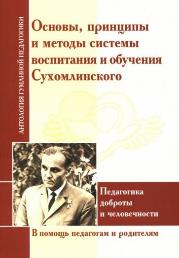 АНТОЛОГИЯ ГУМАННОЙ ПЕДАГОГИКИ
Основы, принципы
и методы системы
воспитания и обучения
Сухомлинского
Педагогика
доброты
и человечности
В помощь педагогам и родителям